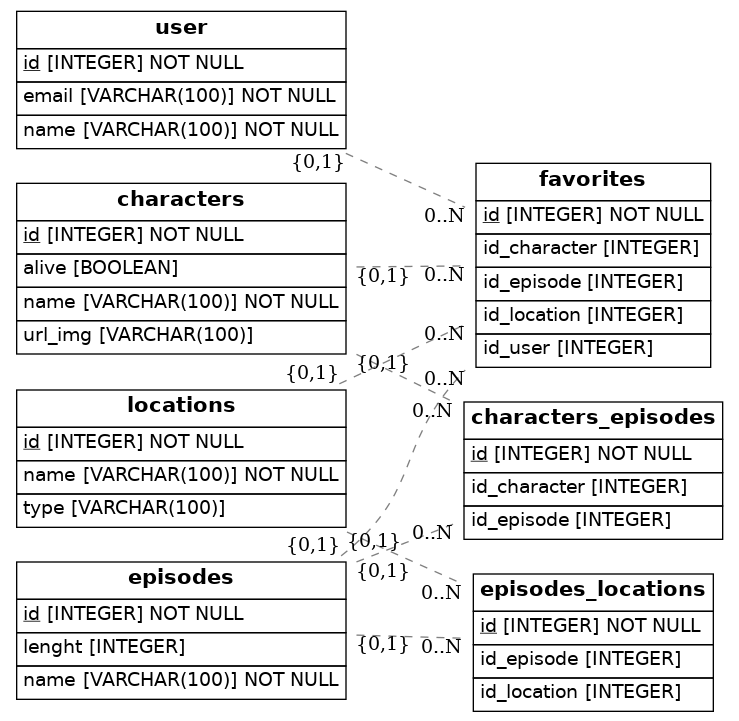 user
id [INTEGER] NOT NULL
email [VARCHAR(100)] NOT NULL
name [VARCHAR(100)] NOT NULL
{0,1}
0..N
characters
id [INTEGER] NOT NULL
alive [BOOLEAN]
name [VARCHAR(100)] NOT NULL
url_img [VARCHAR(100)]
{0,1}
0..N
{0,1}
0..N
locations
id [INTEGER] NOT NULL
name [VARCHAR(100)] NOT NULL
type [VARCHAR(100)]
{0,1}
0..N
{0,1}
0..N
episodes
id [INTEGER] NOT NULL
lenght [INTEGER]
name [VARCHAR(100)] NOT NULL
{0,1}
0..N
{0,1}
0..N
{0,1}
0..N
favorites
id [INTEGER] NOT NULL
id_character [INTEGER]
id_episode [INTEGER]
id_location [INTEGER]
id_user [INTEGER]
characters_episodes
id [INTEGER] NOT NULL
id_character [INTEGER]
id_episode [INTEGER]
episodes_locations
id [INTEGER] NOT NULL
id_episode [INTEGER]
id_location [INTEGER]